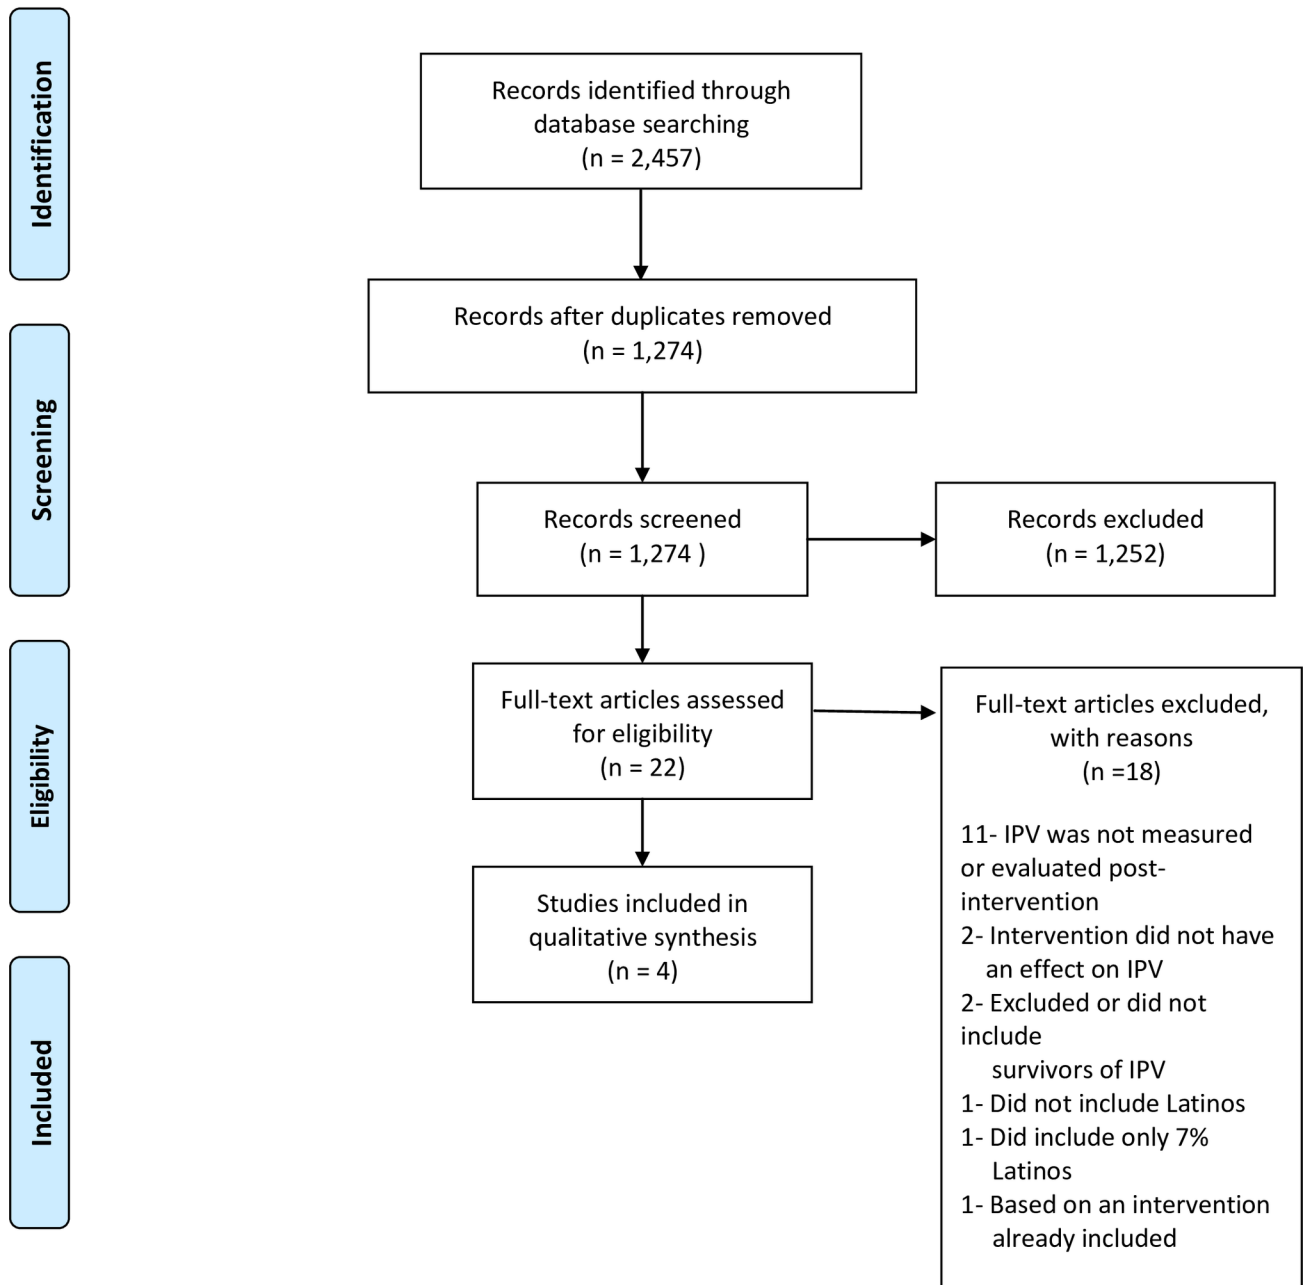 Identification
Records identified through
database searching
(n = 2,457)
Records after duplicates removed
(n = 1,274)
Screening
Records screened
(n = 1,274 )
Records excluded
(n = 1,252)
Eligibility
Full-text articles assessed
for eligibility
(n = 22)
Full-text articles excluded,
with reasons
(n =18)
11- IPV was not measured
or evaluated post-
intervention
2- Intervention did not have
an effect on IPV
2- Excluded or did not
include
survivors of IPV
1- Did not include Latinos
1- Did include only 7%
Latinos
1- Based on an intervention
already included
Studies included in
qualitative synthesis
(n = 4)
Included